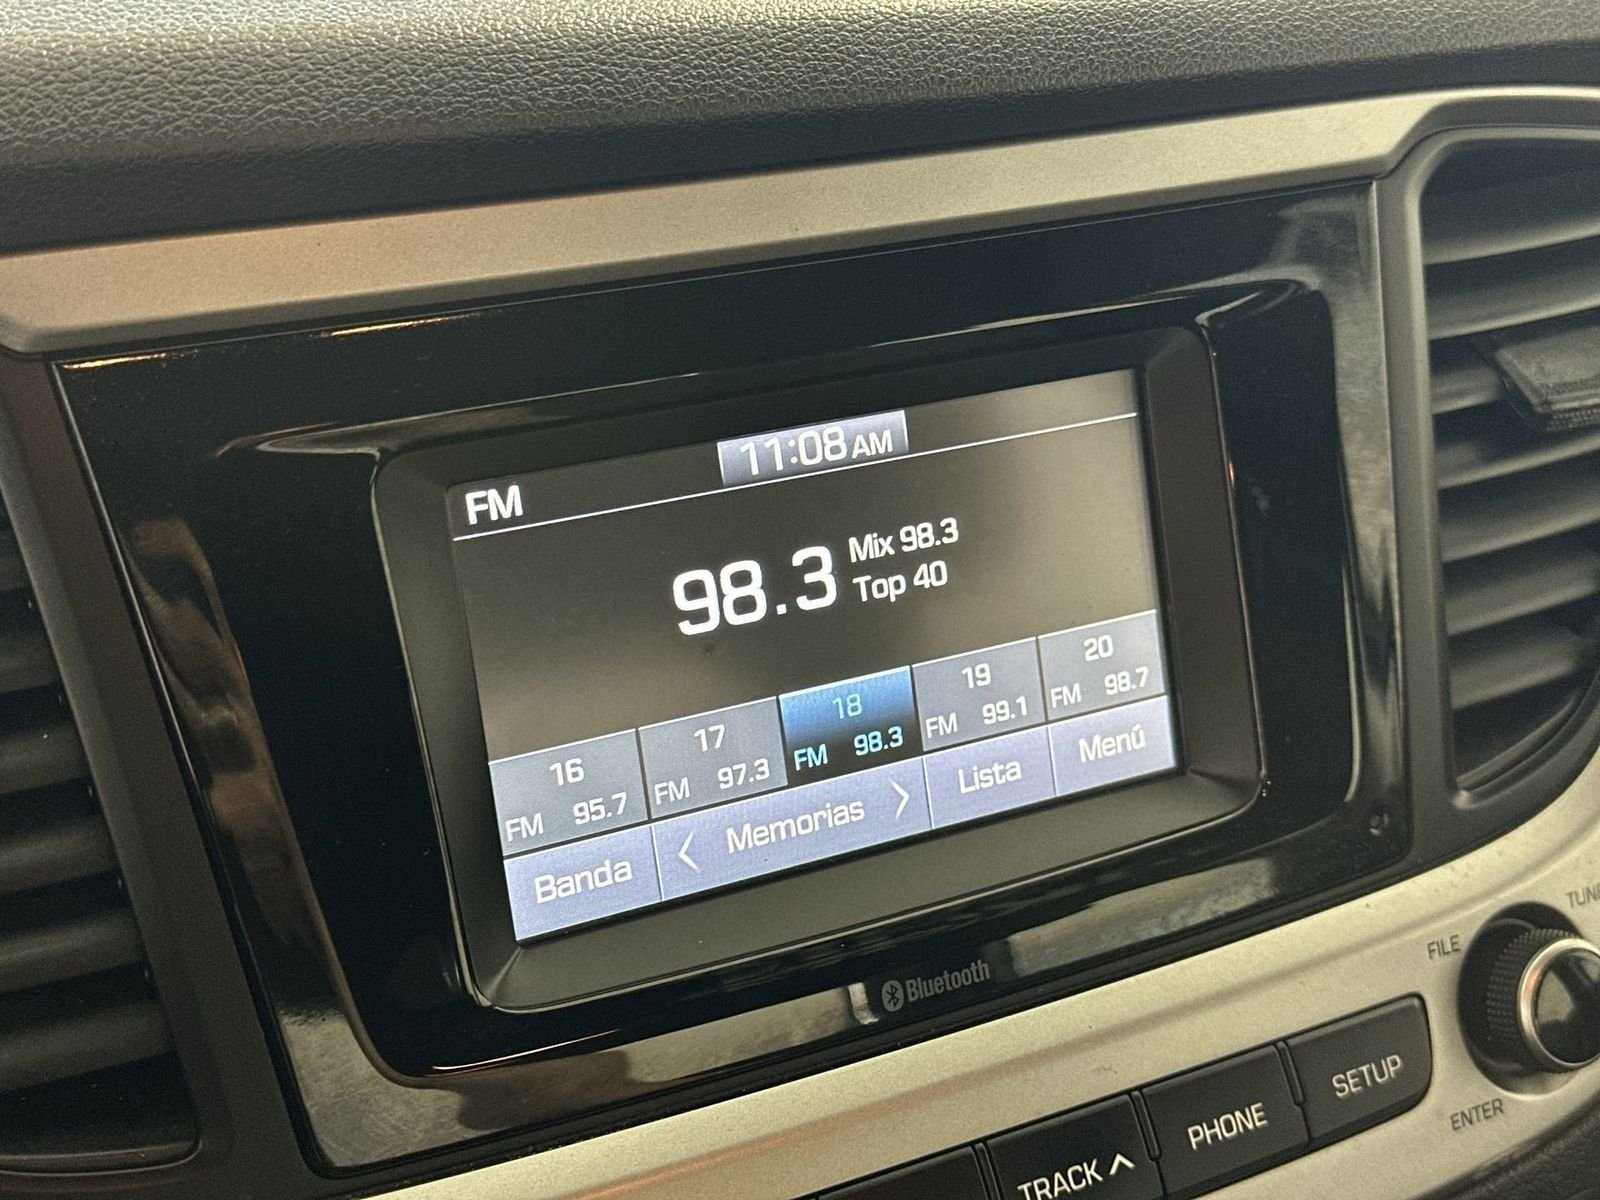 11:08 AM
FM
98.3
Mix 98.3
Top 40
16
FM 95.7
17
FM 97.3
18
FM 98.3
19
FM 99.1
20
FM 98.7
Banda
< Memorias >
Lista
Menú
Bluetooth
FILE
ENTER
TRACK
PHONE
SETUP